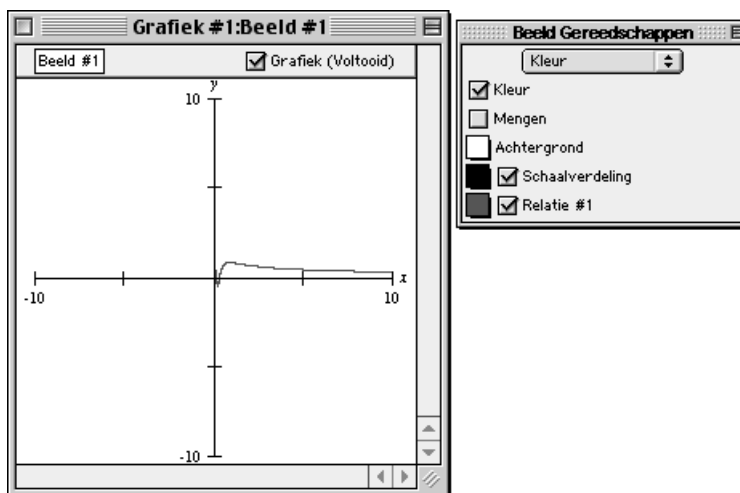 Grafiek #1:Beeld #1
Beeld #1
Grafiek (Voltooid)
y
10
-10
x
10
-10
Beeld Gereedschappen
Kleur
Kleur
Mengen
Achtergrond
Schaalverdeling
Relatie #1